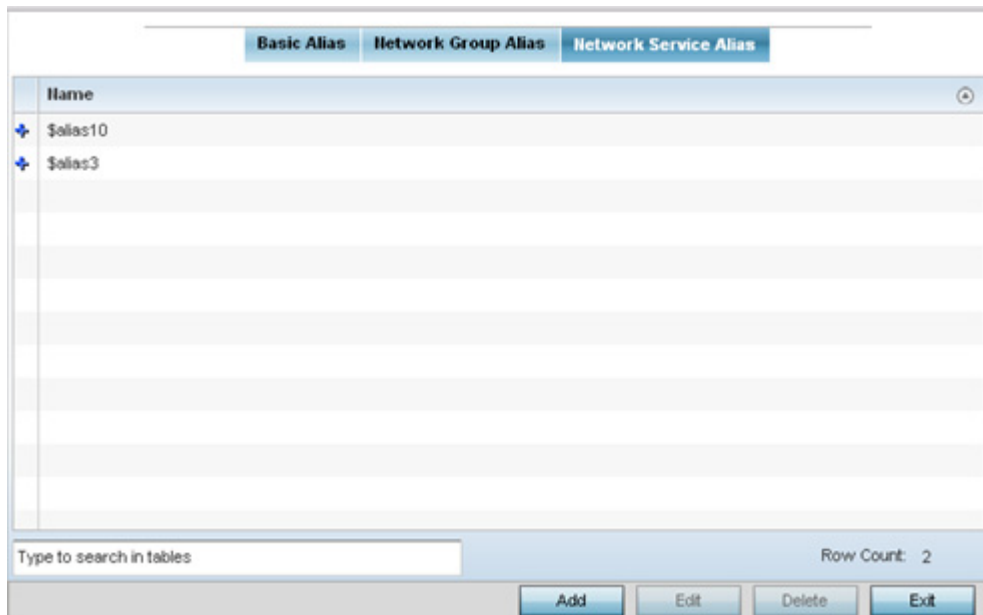 Basic Alias Network Group Alias Network Service Alias
Name
$alias10
$alias3
Type to search in tables Row Count: 2
Add Edit Delete Exit